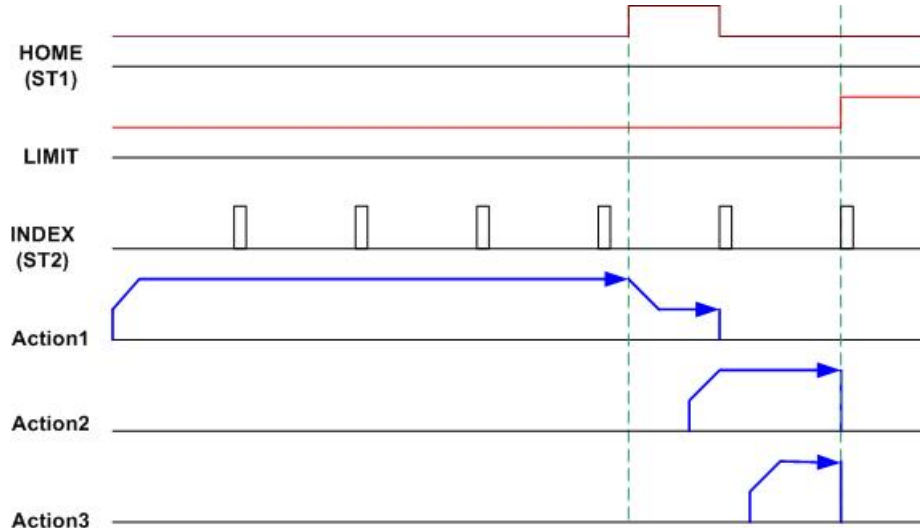 HOME
(ST1)
LIMIT
INDEX
(ST2)
Action1
Action2
Action3